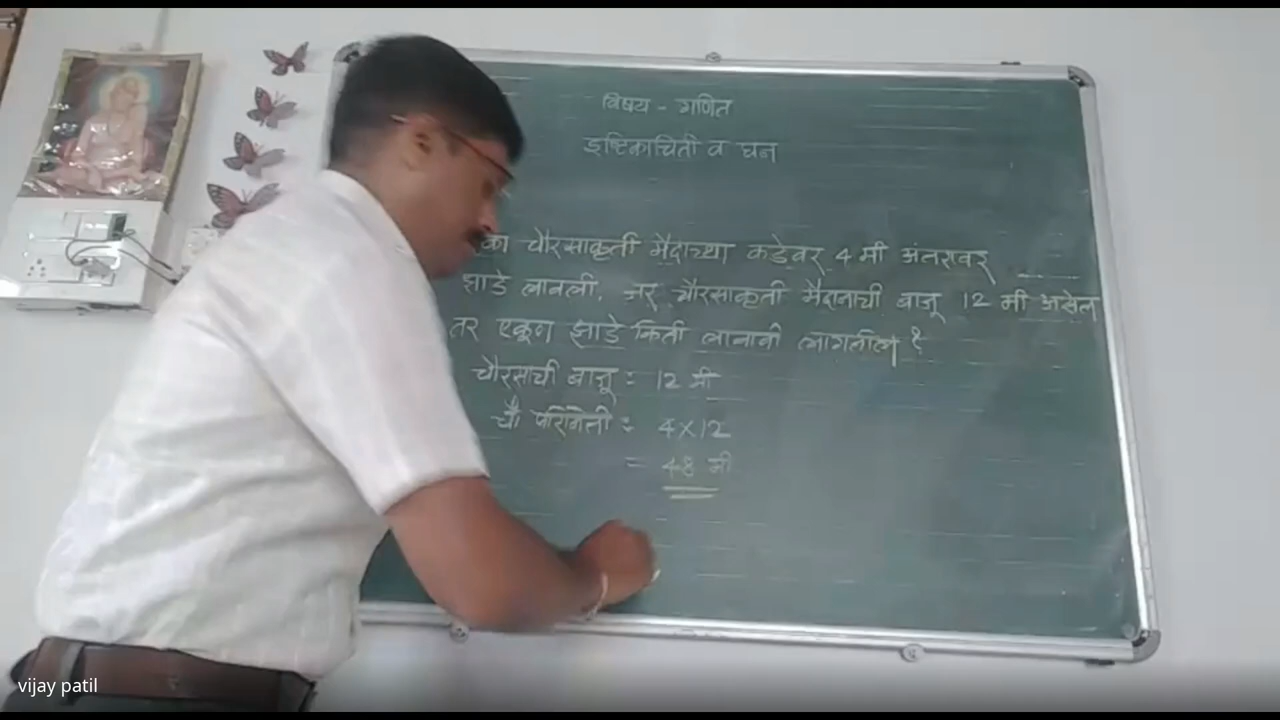 विषय - गणित
इष्टिकाचिती व घन
एका चौरसाकृती मैदाच्या कडेवर 4 मी अंतरावर
झाडे लावली. जर चौरसाकृती मैदानाची बाजू 12 मी असेल
तर एकूण झाडे किती लावावी लागतील ?
चौरसाची बाजू = 12 मी
चौ परिमिती = 4×12
= 48 मी
vijay patil